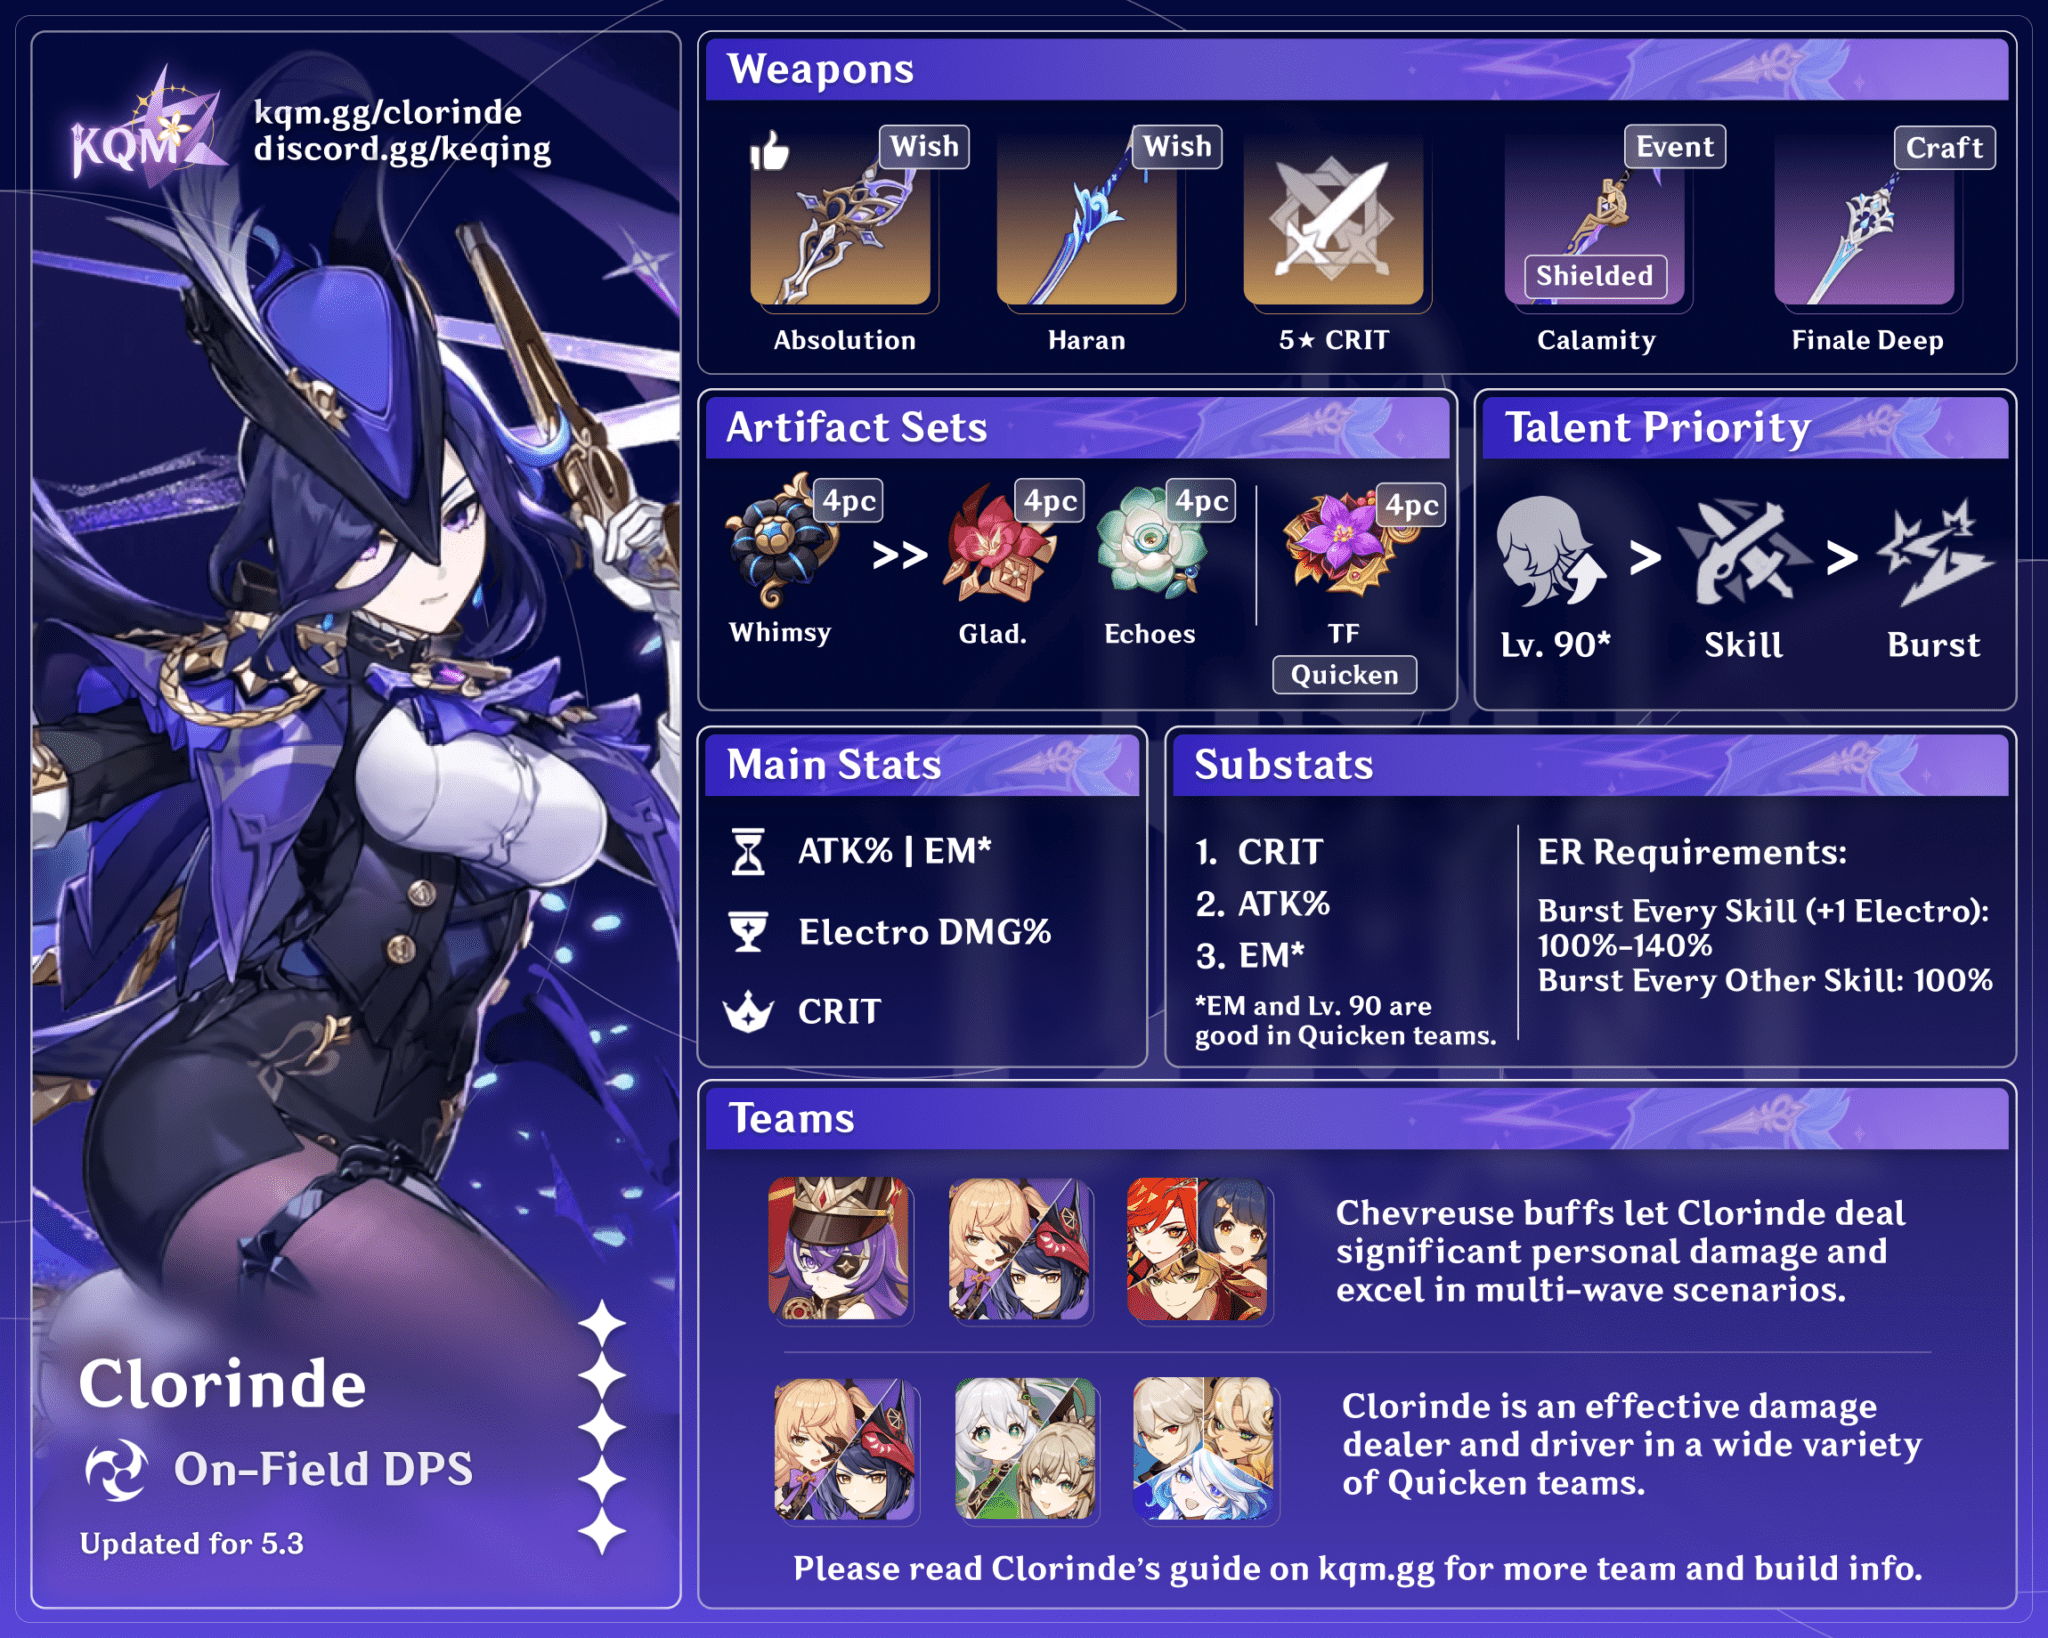 KQM
kqm.gg/clorinde
discord.gg/keqing
Clorinde
On-Field DPS
Updated for 5.3
Weapons
Wish
Absolution
Wish
Haran
5★ CRIT
Event
Shielded
Calamity
Craft
Finale Deep
Artifact Sets
4pc
Whimsy
>>
4pc
Glad.
4pc
Echoes
4pc
TF
Quicken
Talent Priority
Lv. 90* > Skill > Burst
Main Stats
ATK% | EM*
Electro DMG%
CRIT
Substats
1. CRIT
2. ATK%
3. EM*
*EM and Lv. 90 are
good in Quicken teams.
ER Requirements:
Burst Every Skill (+1 Electro):
100%-140%
Burst Every Other Skill: 100%
Teams
Chevreuse buffs let Clorinde deal
significant personal damage and
excel in multi-wave scenarios.
Clorinde is an effective damage
dealer and driver in a wide variety
of Quicken teams.
Please read Clorinde's guide on kqm.gg for more team and build info.